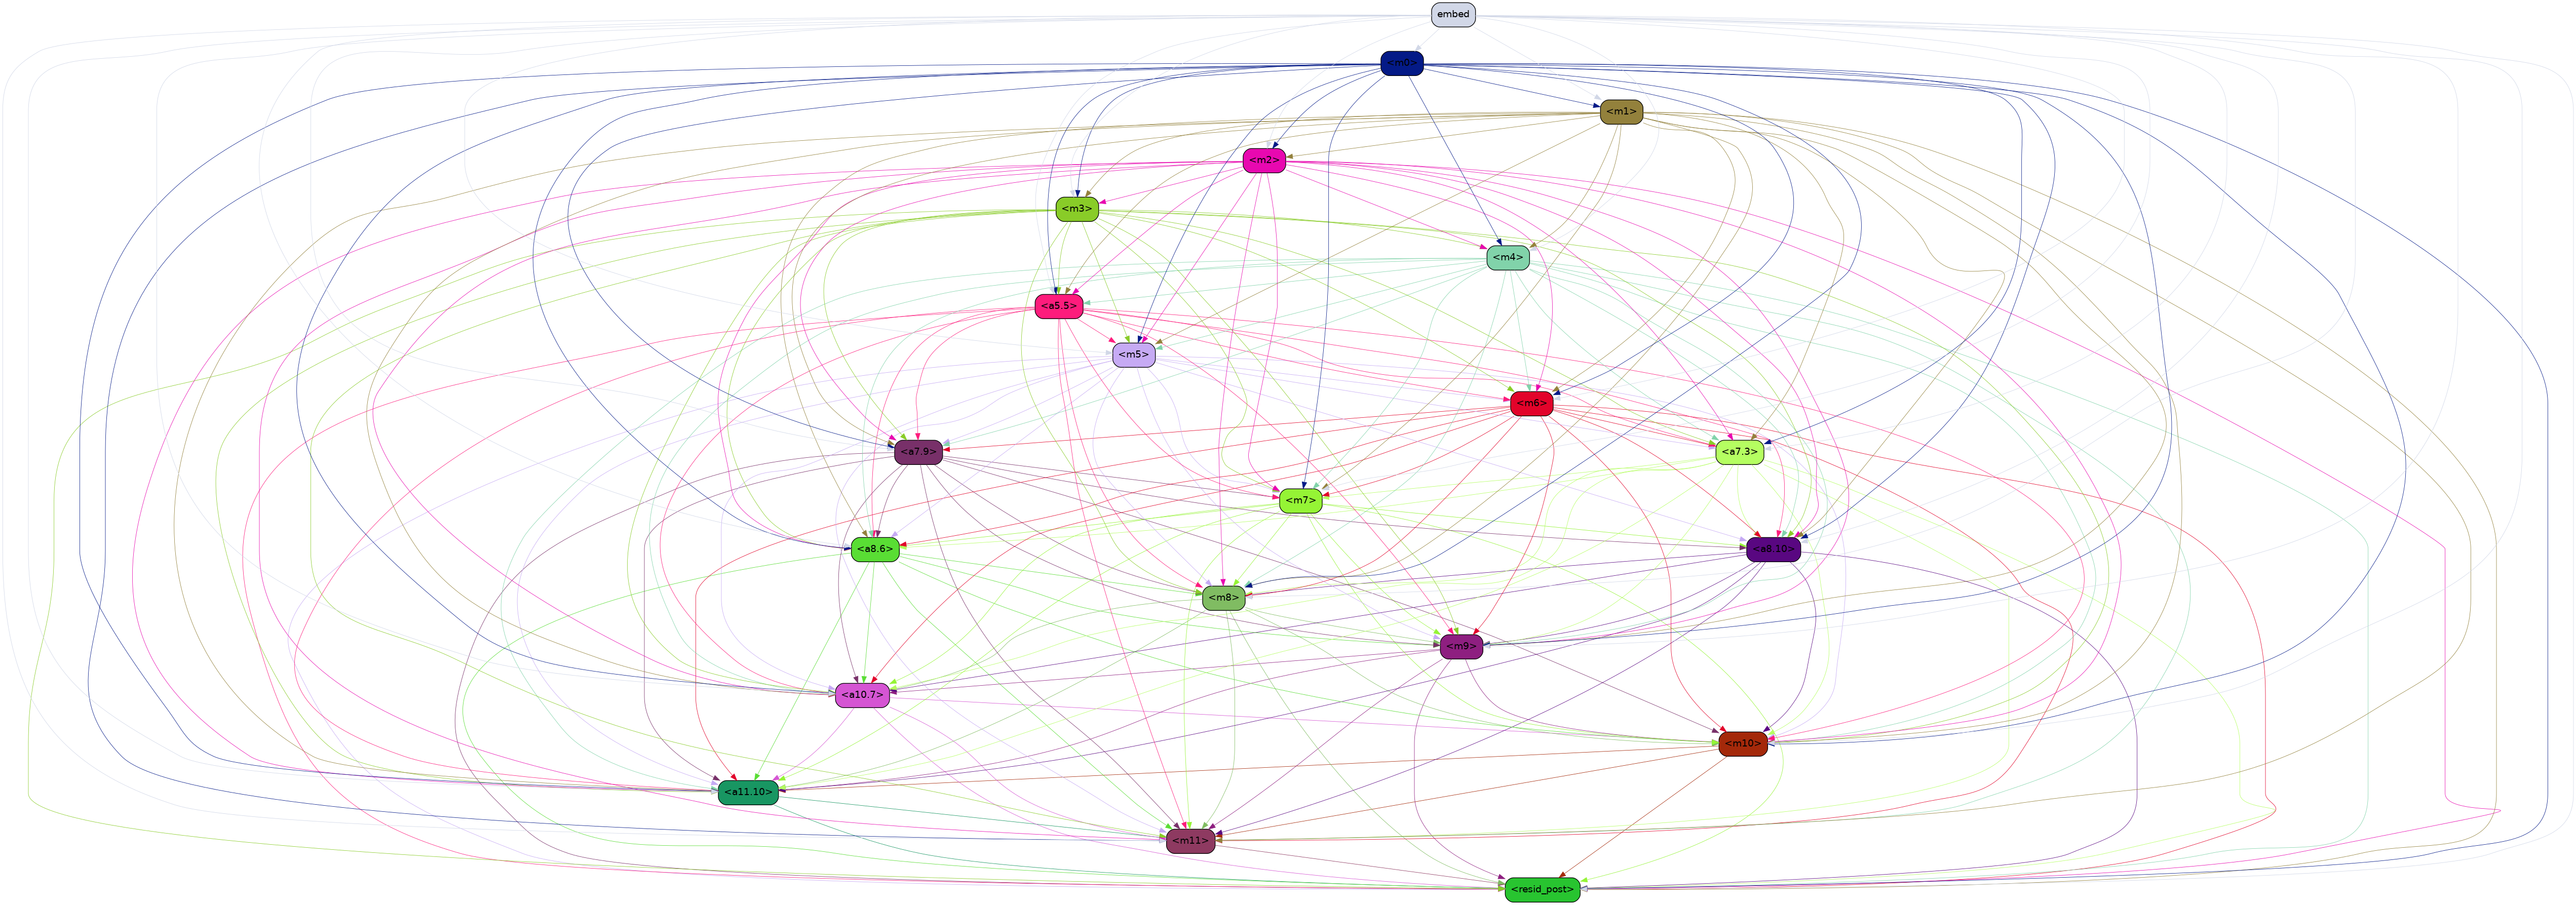 embed
<m0>
<m1>
<m2>
<m3>
<m4>
<a5.5>
<m5>
<m6>
<a7.9>
<a7.3>
<m7>
<a8.6>
<a8.10>
<m8>
<m9>
<a10.7>
<m10>
<a11.10>
<m11>
<resid_post>